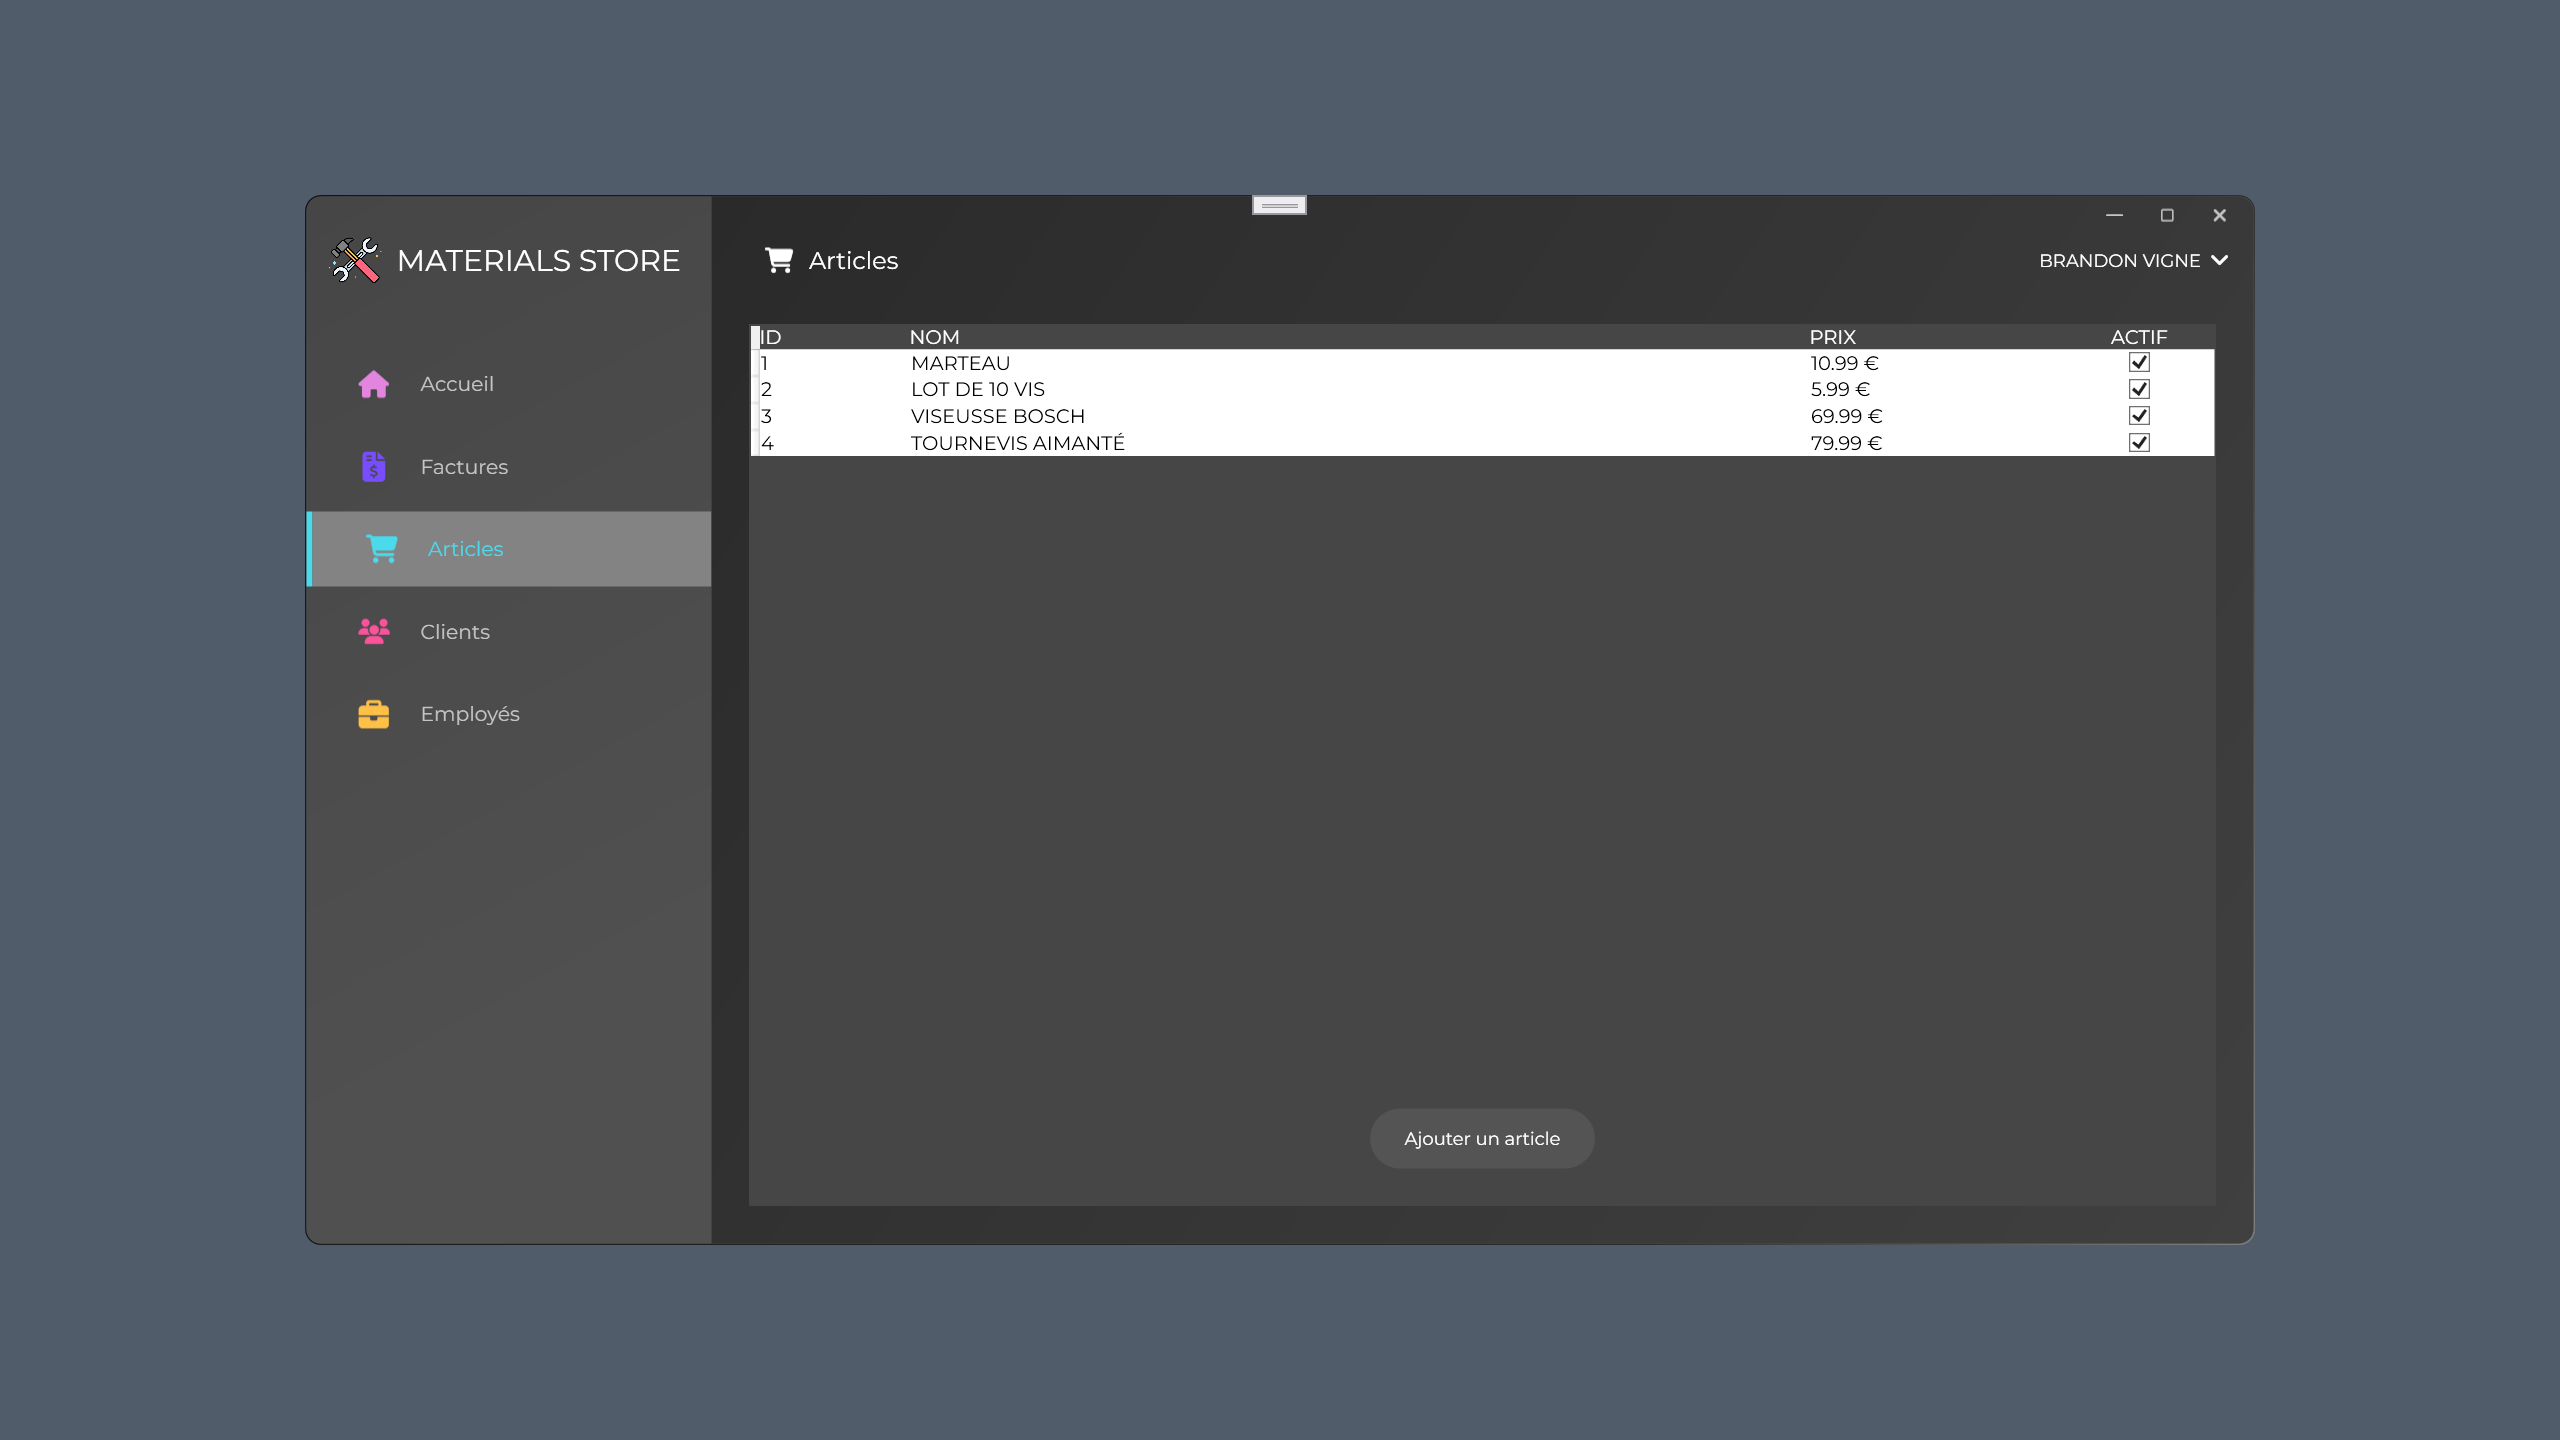 MATERIALS STORE
Articles
BRANDON VIGNE
Accueil
Factures
Articles
Clients
Employés
ID NOM PRIX ACTIF
1 MARTEAU 10.99 €
2 LOT DE 10 VIS 5.99 €
3 VISEUSSE BOSCH 69.99 €
4 TOURNEVIS AIMANTÉ 79.99 €
Ajouter un article